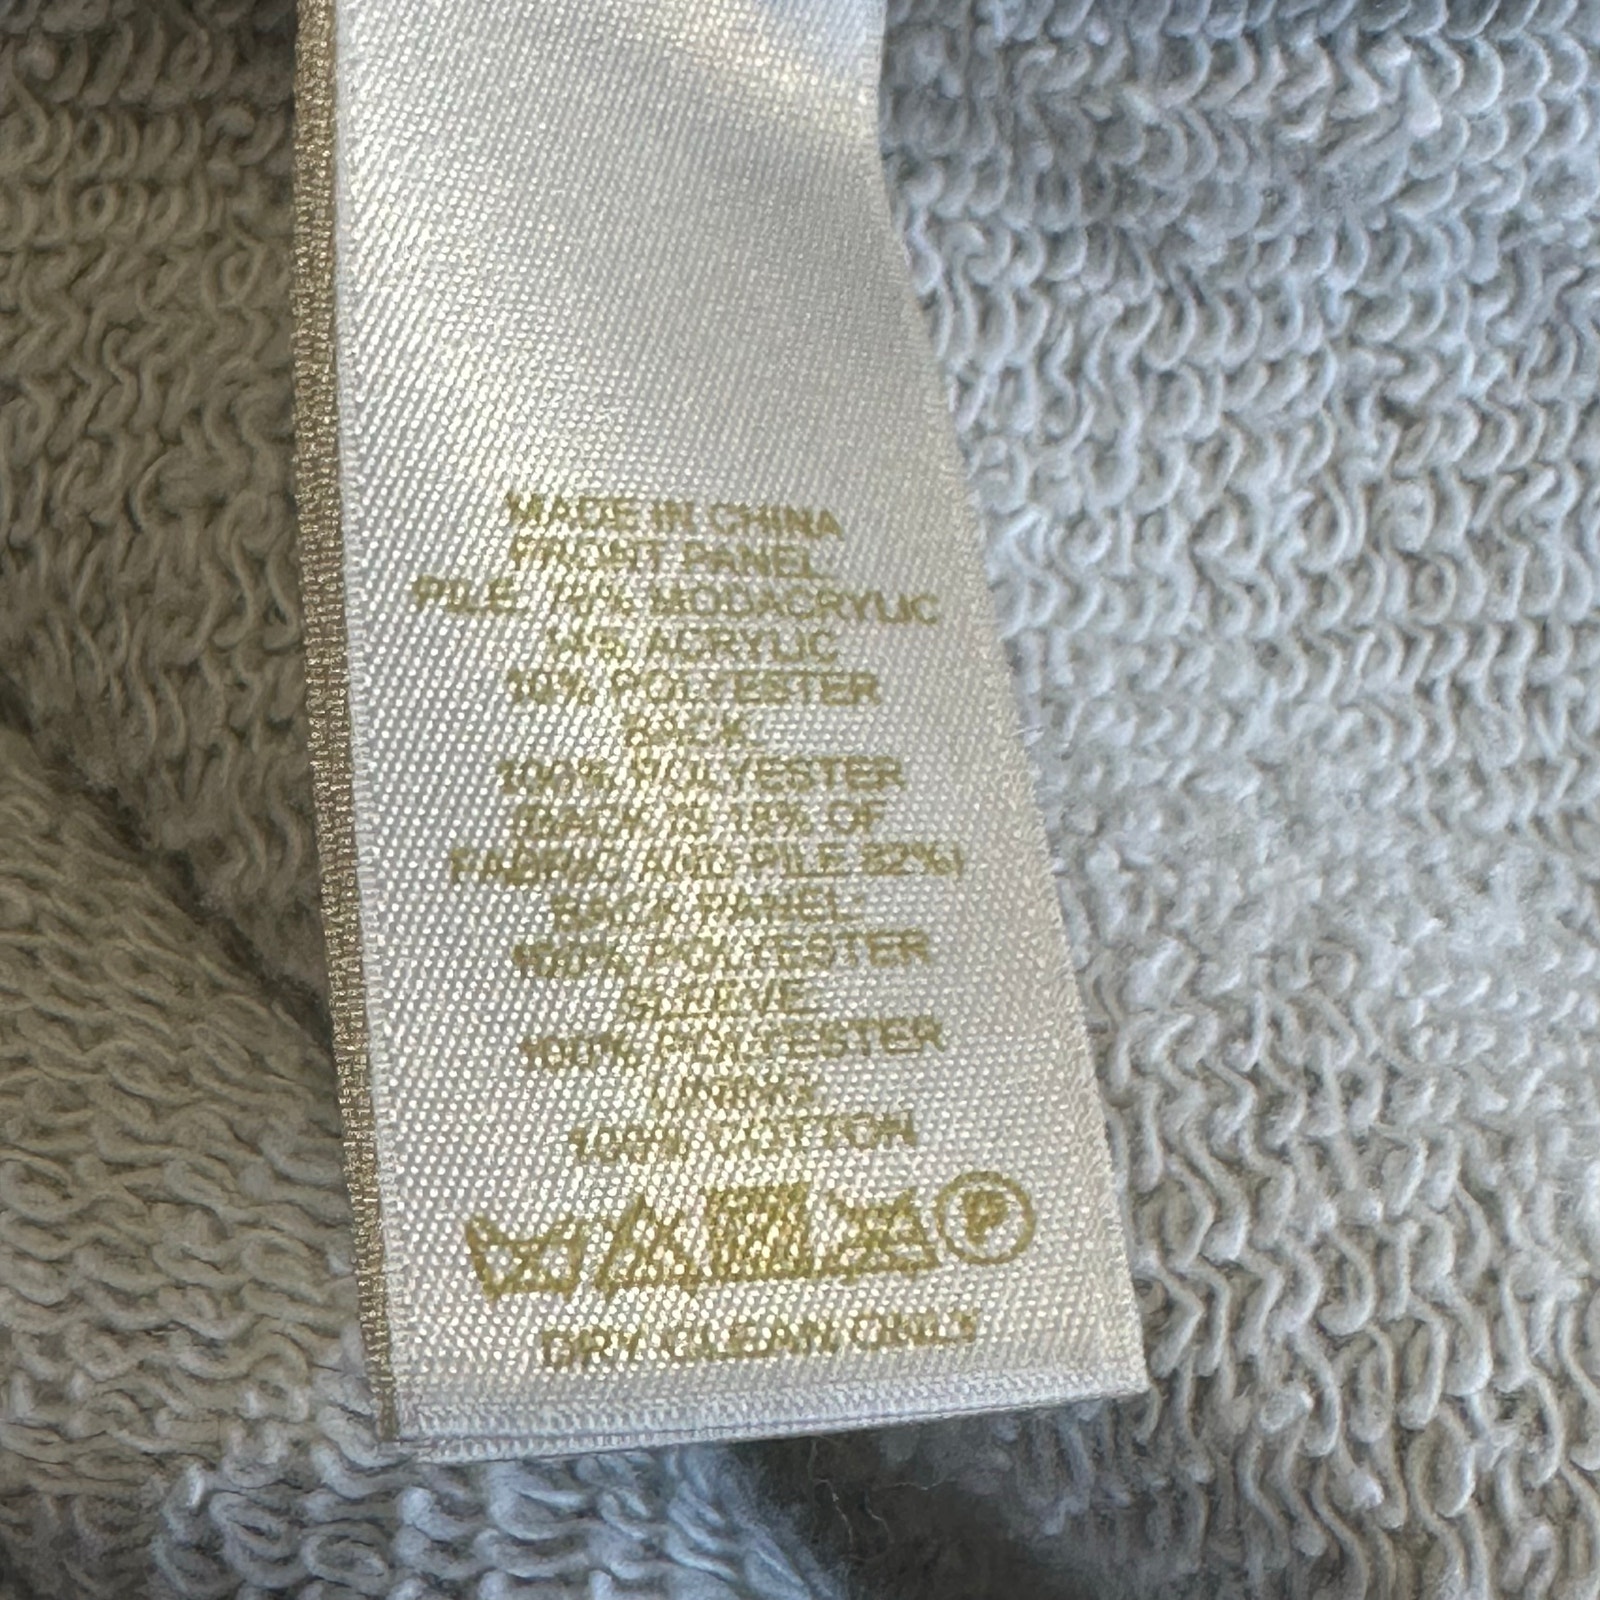 MADE IN CHINA
FRONT PANEL
PILE MODACRYLIC
ACRYLIC
10% POLYESTER
BACK
100% POLYESTER
BACK IS 18% OF
FABRIC AND PILE 82%)
BACK PANEL
100% POLYESTER
SLEEVE
100% POLYESTER
LINING
100% COTTON
P
DRY CLEAN ONLY